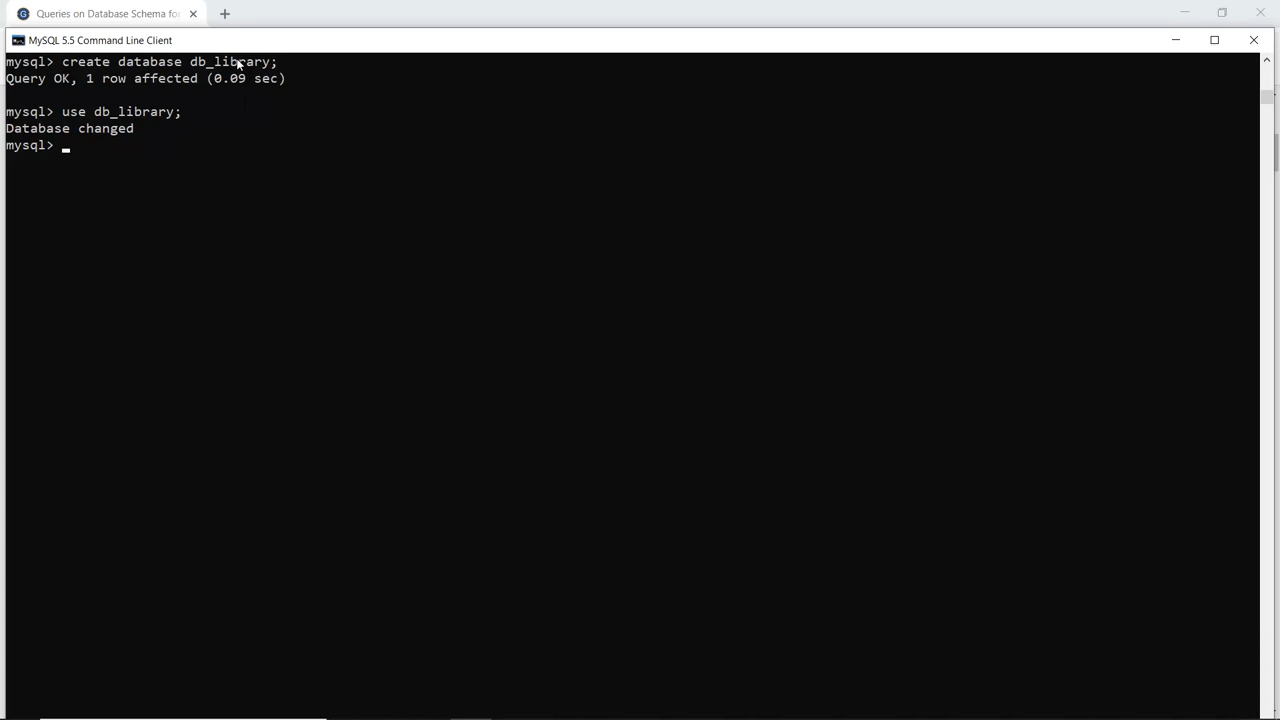 Queries on Database Schema for
MySQL 5.5 Command Line Client
mysql> create database db_library;
Query OK, 1 row affected (0.09 sec)
mysql> use db_library;
Database changed
mysql>